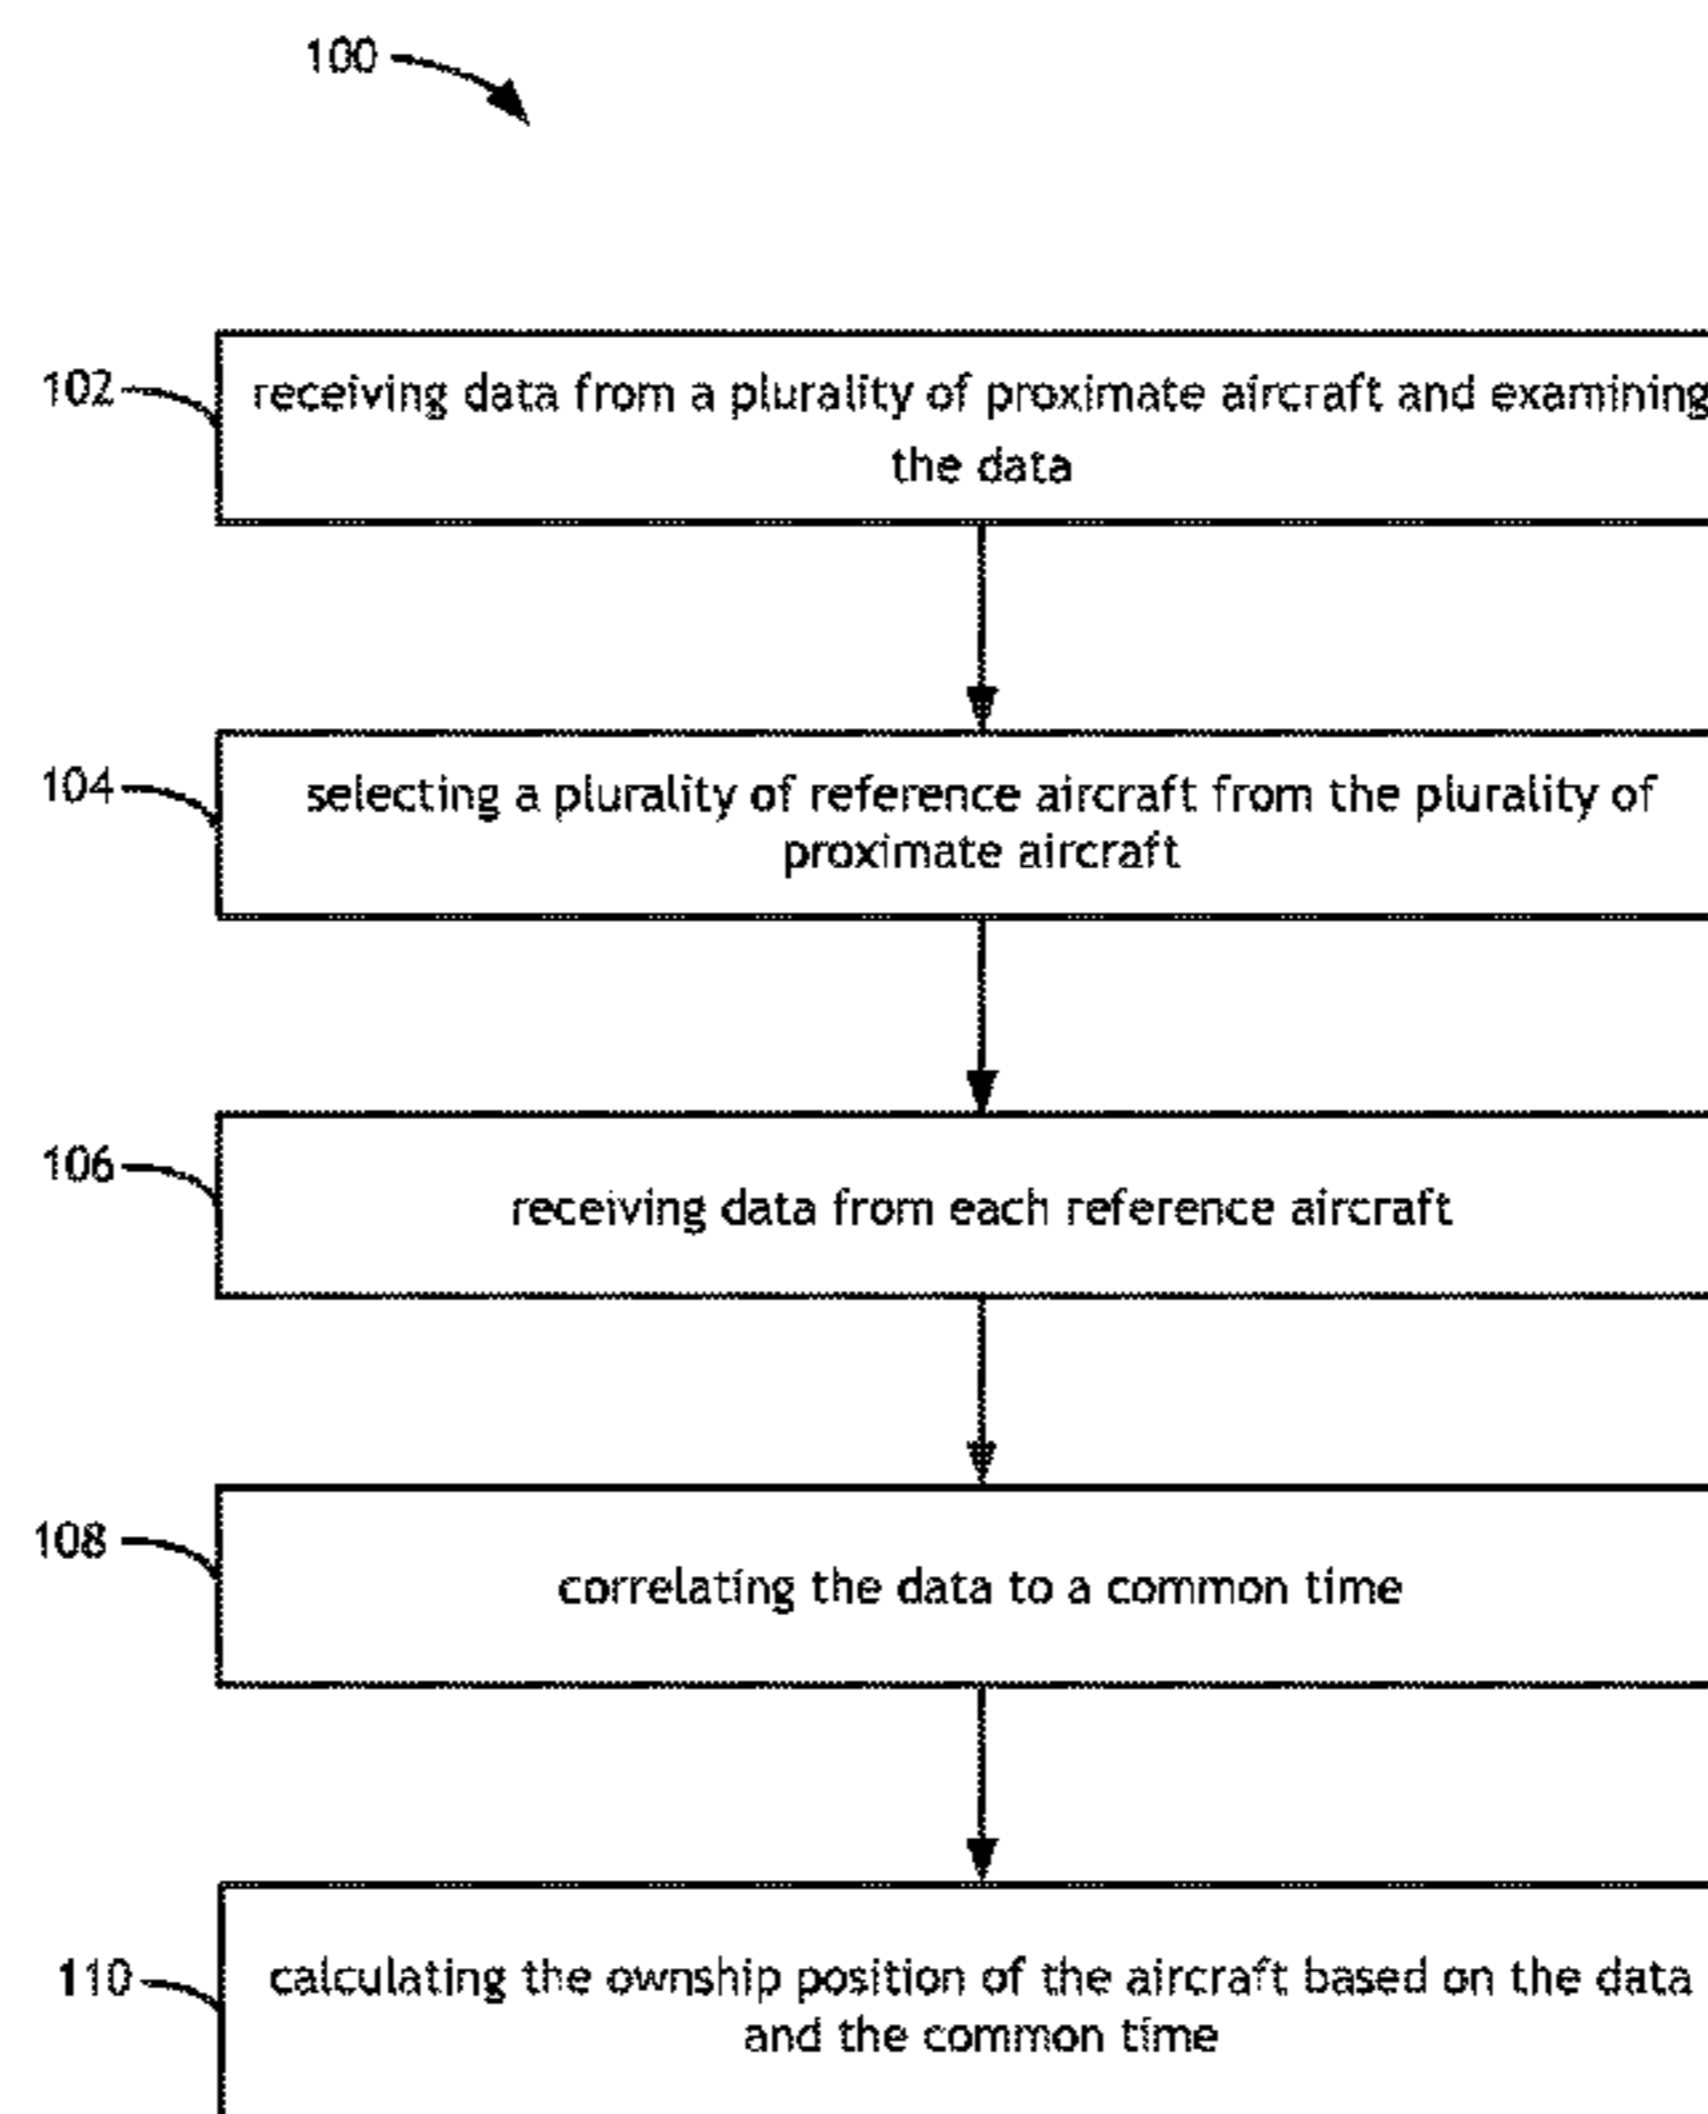 100
102
receiving data from a plurality of proximate aircraft and examining
the data
104
selecting a plurality of reference aircraft from the plurality of
proximate aircraft
106
receiving data from each reference aircraft
108
correlating the data to a common time
110
calculating the ownship position of the aircraft based on the data
and the common time